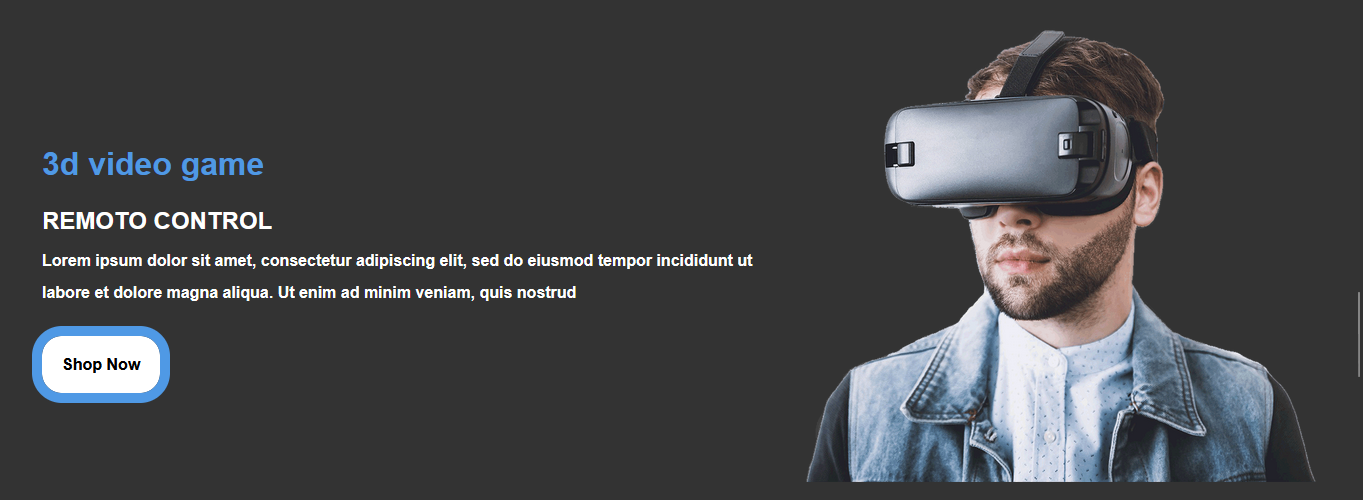 3d video game
REMOTO CONTROL
Lorem ipsum dolor sit amet, consectetur adipiscing elit, sed do eiusmod tempor incididunt ut
labore et dolore magna aliqua. Ut enim ad minim veniam, quis nostrud
Shop Now